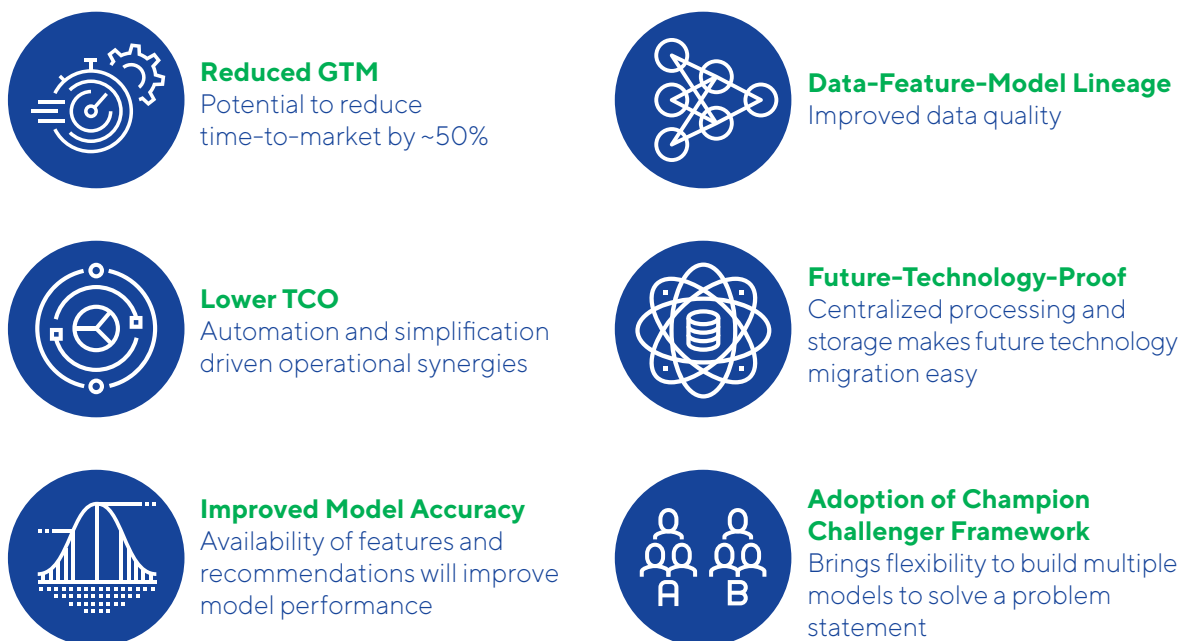 Reduced GTM
Potential to reduce
time-to-market by ~50%
Data-Feature-Model Lineage
Improved data quality
Lower TCO
Automation and simplification
driven operational synergies
Future-Technology-Proof
Centralized processing and
storage makes future technology
migration easy
Improved Model Accuracy
Availability of features and
recommendations will improve
model performance
Adoption of Champion
Challenger Framework
Brings flexibility to build multiple
models to solve a problem
statement
A B